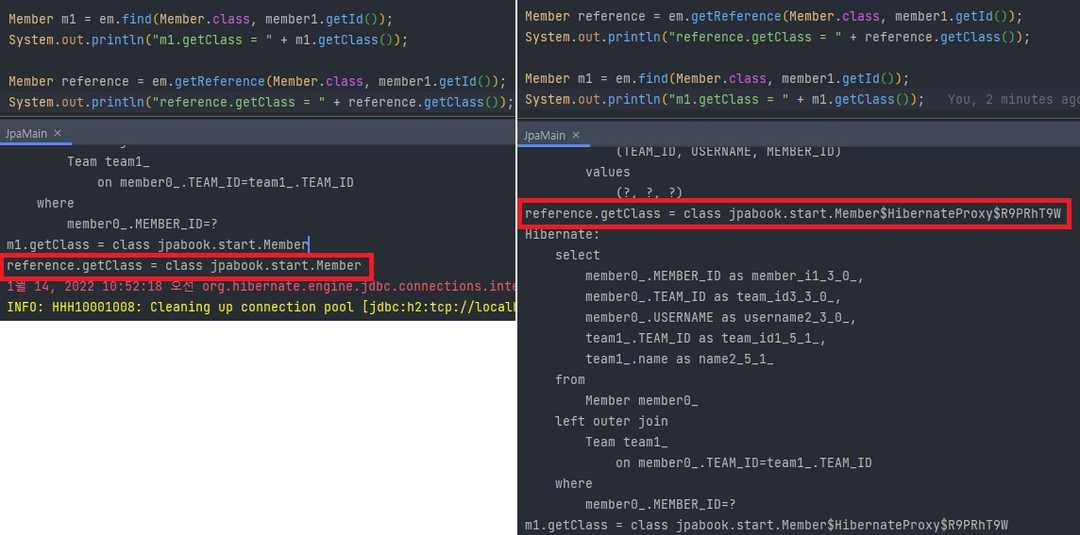 Member m1 = em.find(Member.class, member1.getId());
System.out.println("m1.getClass = " + m1.getClass());
Member reference = em.getReference(Member.class, member1.getId());
System.out.println("reference.getClass = " + reference.getClass());
JpaMain ×
Team team1_
on member0_.TEAM_ID=team1_.TEAM_ID
where
member0_.MEMBER_ID=?
m1.getClass = class jpabook.start.Member
reference.getClass = class jpabook.start.Member
1월 14, 2022 10:52:18 오전 org.hibernate.engine.jdbc.connections.inte
INFO: HHH10001008: Cleaning up connection pool [jdbc:h2:tcp://localh
Member reference = em.getReference(Member.class, member1.getId());
System.out.println("reference.getClass = " + reference.getClass());
Member m1 = em.find(Member.class, member1.getId());
System.out.println("m1.getClass = " + m1.getClass()); You, 2 minutes ago
JpaMain ×
(TEAM_ID, USERNAME, MEMBER_ID)
values
(?, ?, ?)
reference.getClass = class jpabook.start.Member$HibernateProxy$R9PRhT9W
Hibernate:
select
member0_.MEMBER_ID as member_i1_3_0_,
member0_.TEAM_ID as team_id3_3_0_,
member0_.USERNAME as username2_3_0_,
team1_.TEAM_ID as team_id1_5_1_,
team1_.name as name2_5_1_
from
Member member0_
left outer join
Team team1_
on member0_.TEAM_ID=team1_.TEAM_ID
where
member0_.MEMBER_ID=?
m1.getClass = class jpabook.start.Member$HibernateProxy$R9PRhT9W